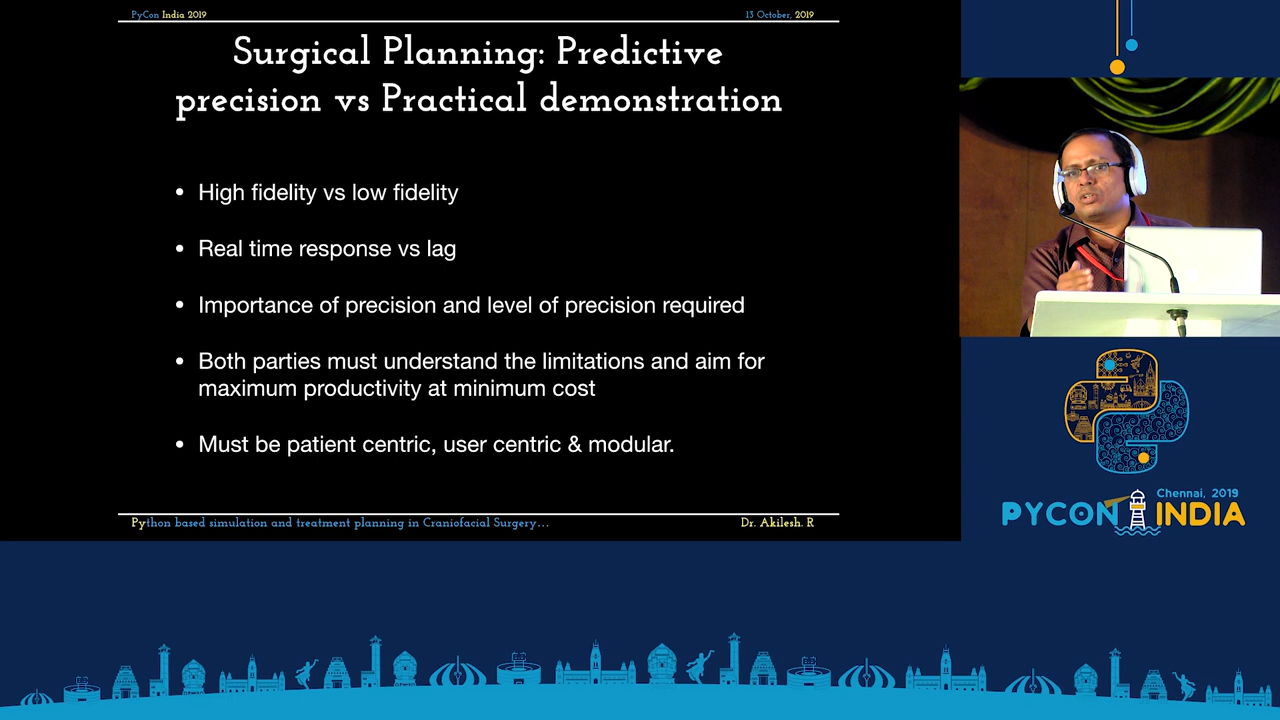 PyCon India 2019
13 October, 2019
Surgical Planning: Predictive
precision vs Practical demonstration
• High fidelity vs low fidelity
• Real time response vs lag
• Importance of precision and level of precision required
• Both parties must understand the limitations and aim for
maximum productivity at minimum cost
• Must be patient centric, user centric & modular.
Python based simulation and treatment planning in Craniofacial Surgery...
Dr. Akilesh. R
Chennai, 2019
PYCON INDIA